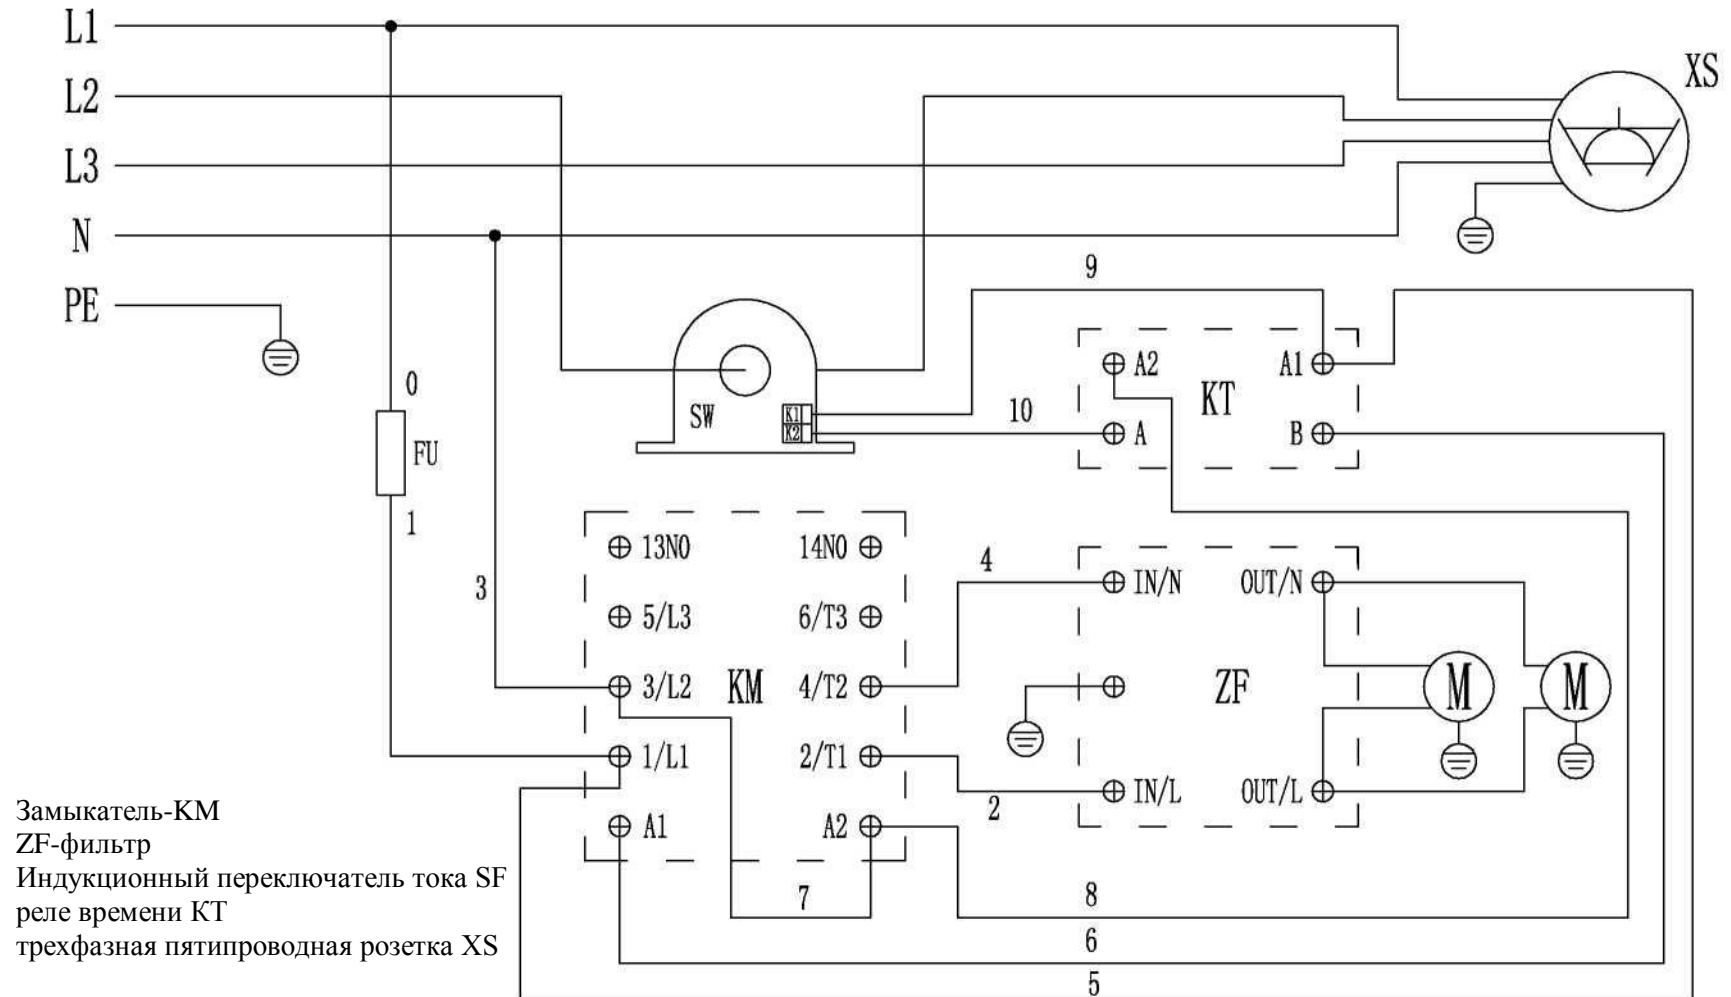 L1
XS
L2
L3
N
9
PE
A2 A1
KT
0
SW K1
K2
10
A B
FU
1
13NO 14NO
4
IN/N OUT/N
3
5/L3 6/T3
3/L2 KM 4/T2
ZF
M M
1/L1 2/T1
IN/L OUT/L
2
A1 A2
Замыкатель-KM
ZF-фильтр
Индукционный переключатель тока SF
реле времени КТ
трехфазная пятипроводная розетка XS
7
8
6
5